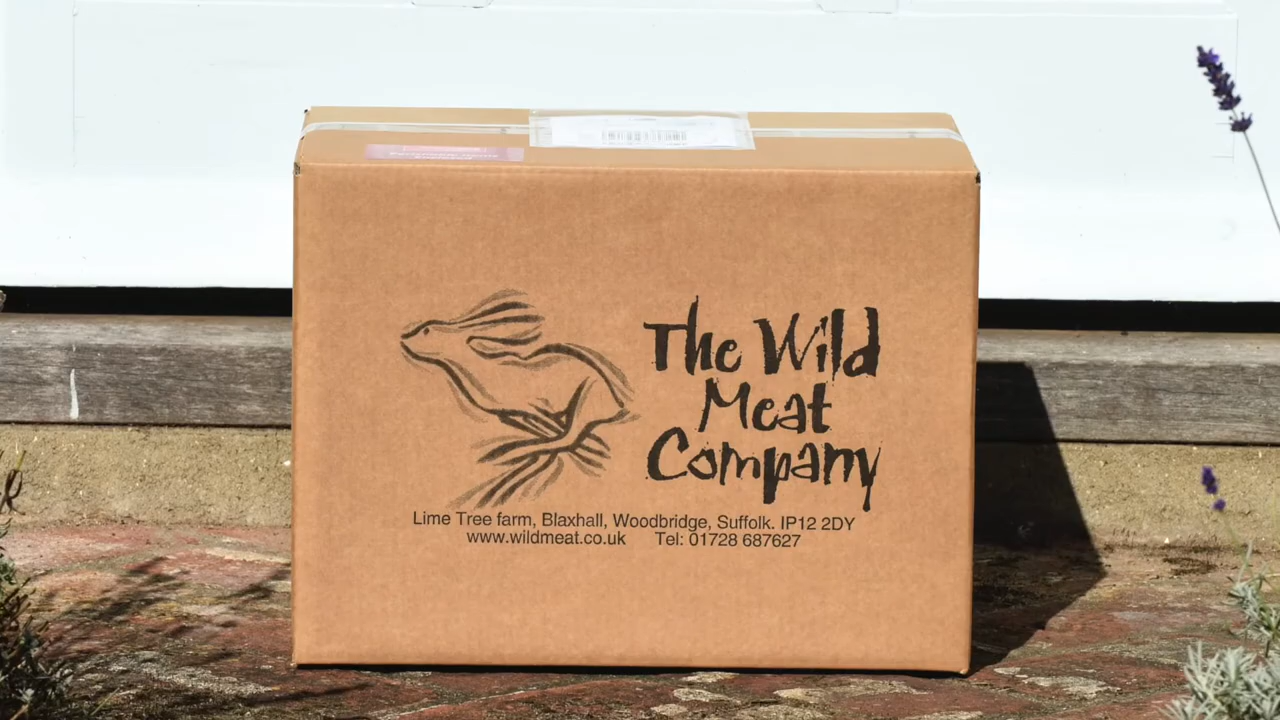 The Wild
Meat
Company
Lime Tree farm, Blaxhall, Woodbridge, Suffolk. IP12 2DY
www.wildmeat.co.uk Tel: 01728 687627